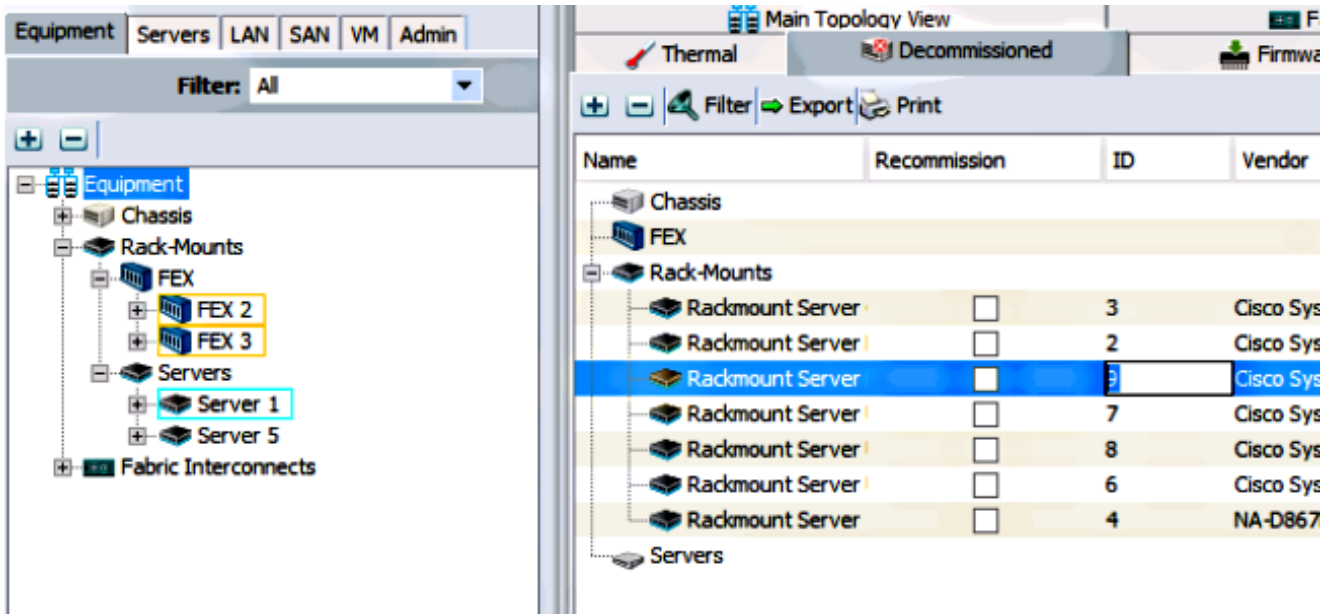 Equipment Servers LAN SAN VM Admin
Filter: All
Equipment
Chassis
Rack-Mounts
FEX
FEX 2
FEX 3
Servers
Server 1
Server 5
Fabric Interconnects
Main Topology View
Thermal Decommissioned Firmwa
Filter Export Print
Name Recommission ID Vendor
Chassis
FEX
Rack-Mounts
Rackmount Server 3 Cisco Sys
Rackmount Server 2 Cisco Sys
Rackmount Server 9 Cisco Sys
Rackmount Server 7 Cisco Sys
Rackmount Server 8 Cisco Sys
Rackmount Server 6 Cisco Sys
Rackmount Server 4 NA-D867
Servers